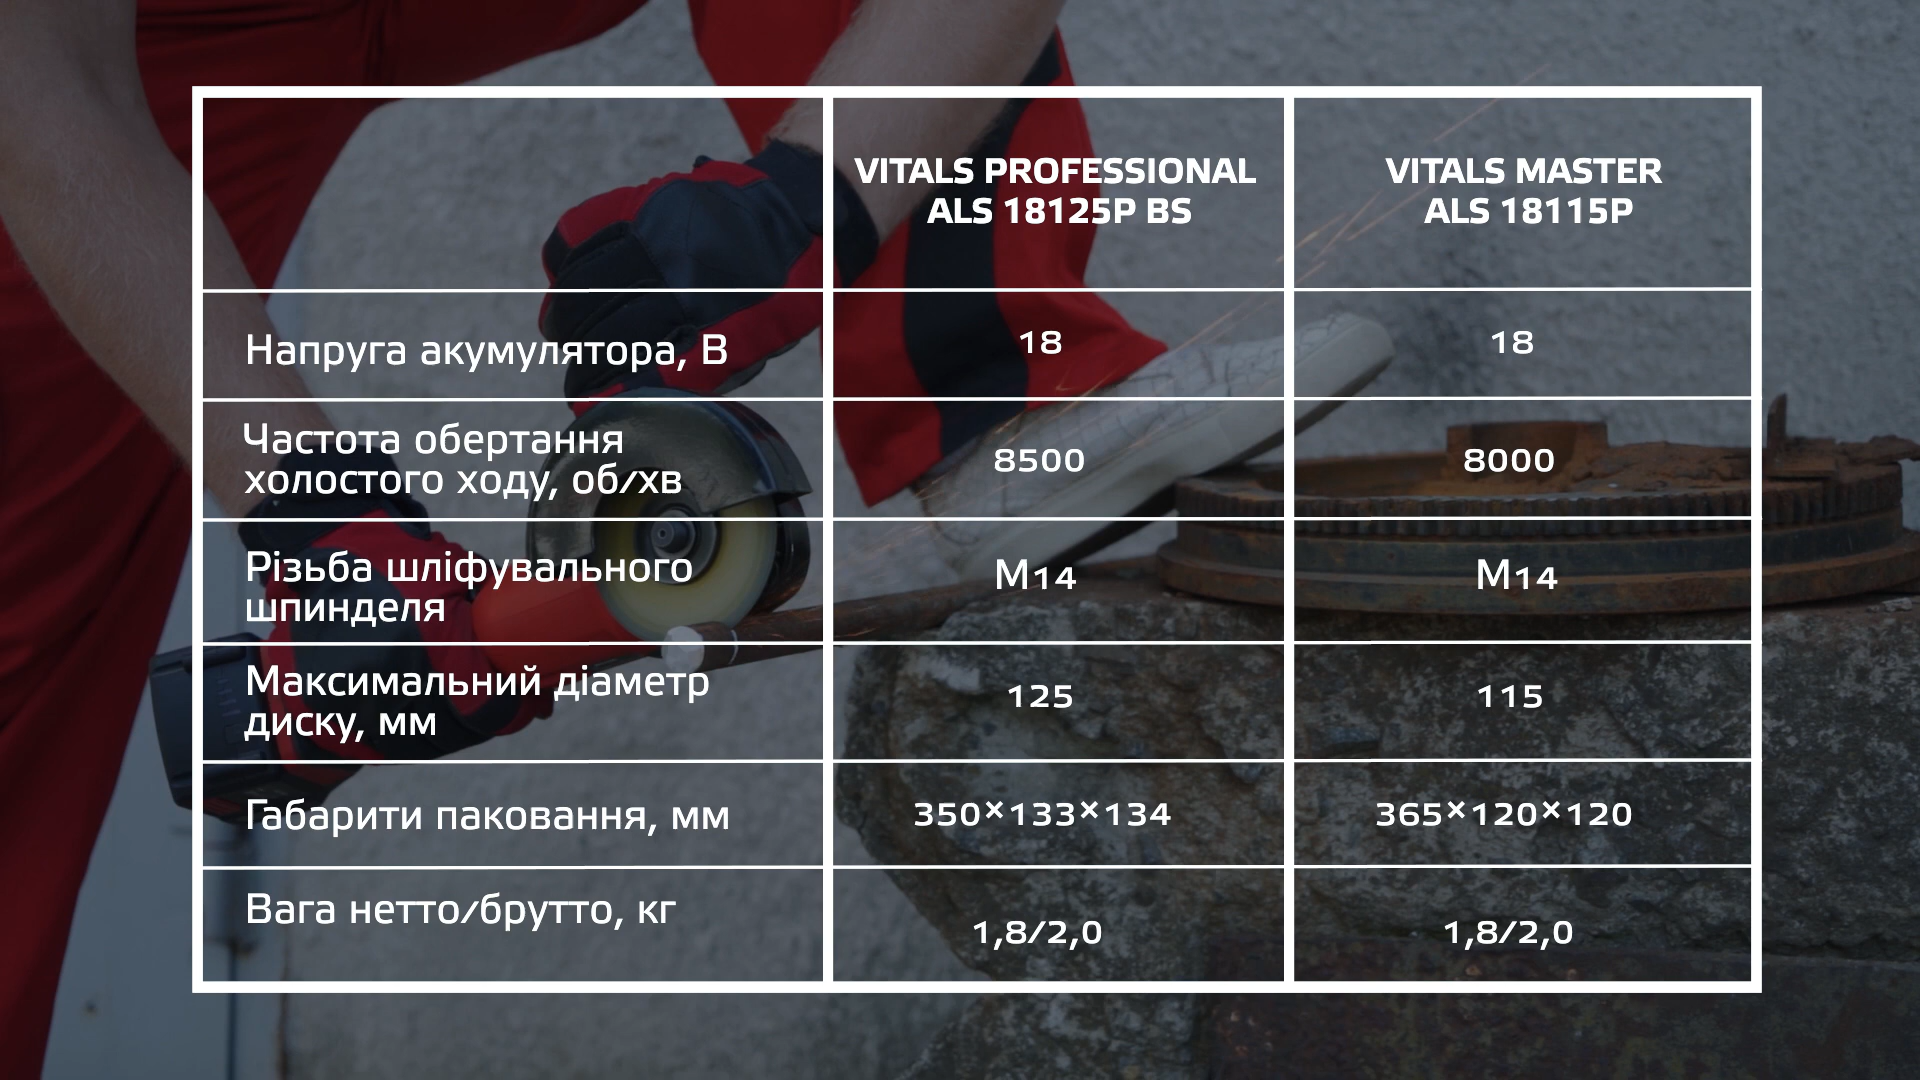 VITALS PROFESSIONAL
ALS 18125P BS
VITALS MASTER
ALS 18115P
Напруга акумулятора, В
18
18
Частота обертання
холостого ходу, об/хв
8500
8000
Різьба шліфувального
шпинделя
М14
М14
Максимальний діаметр
диску, мм
125
115
Габарити паковання, мм
350×133×134
365×120×120
Вага нетто/брутто, кг
1,8/2,0
1,8/2,0